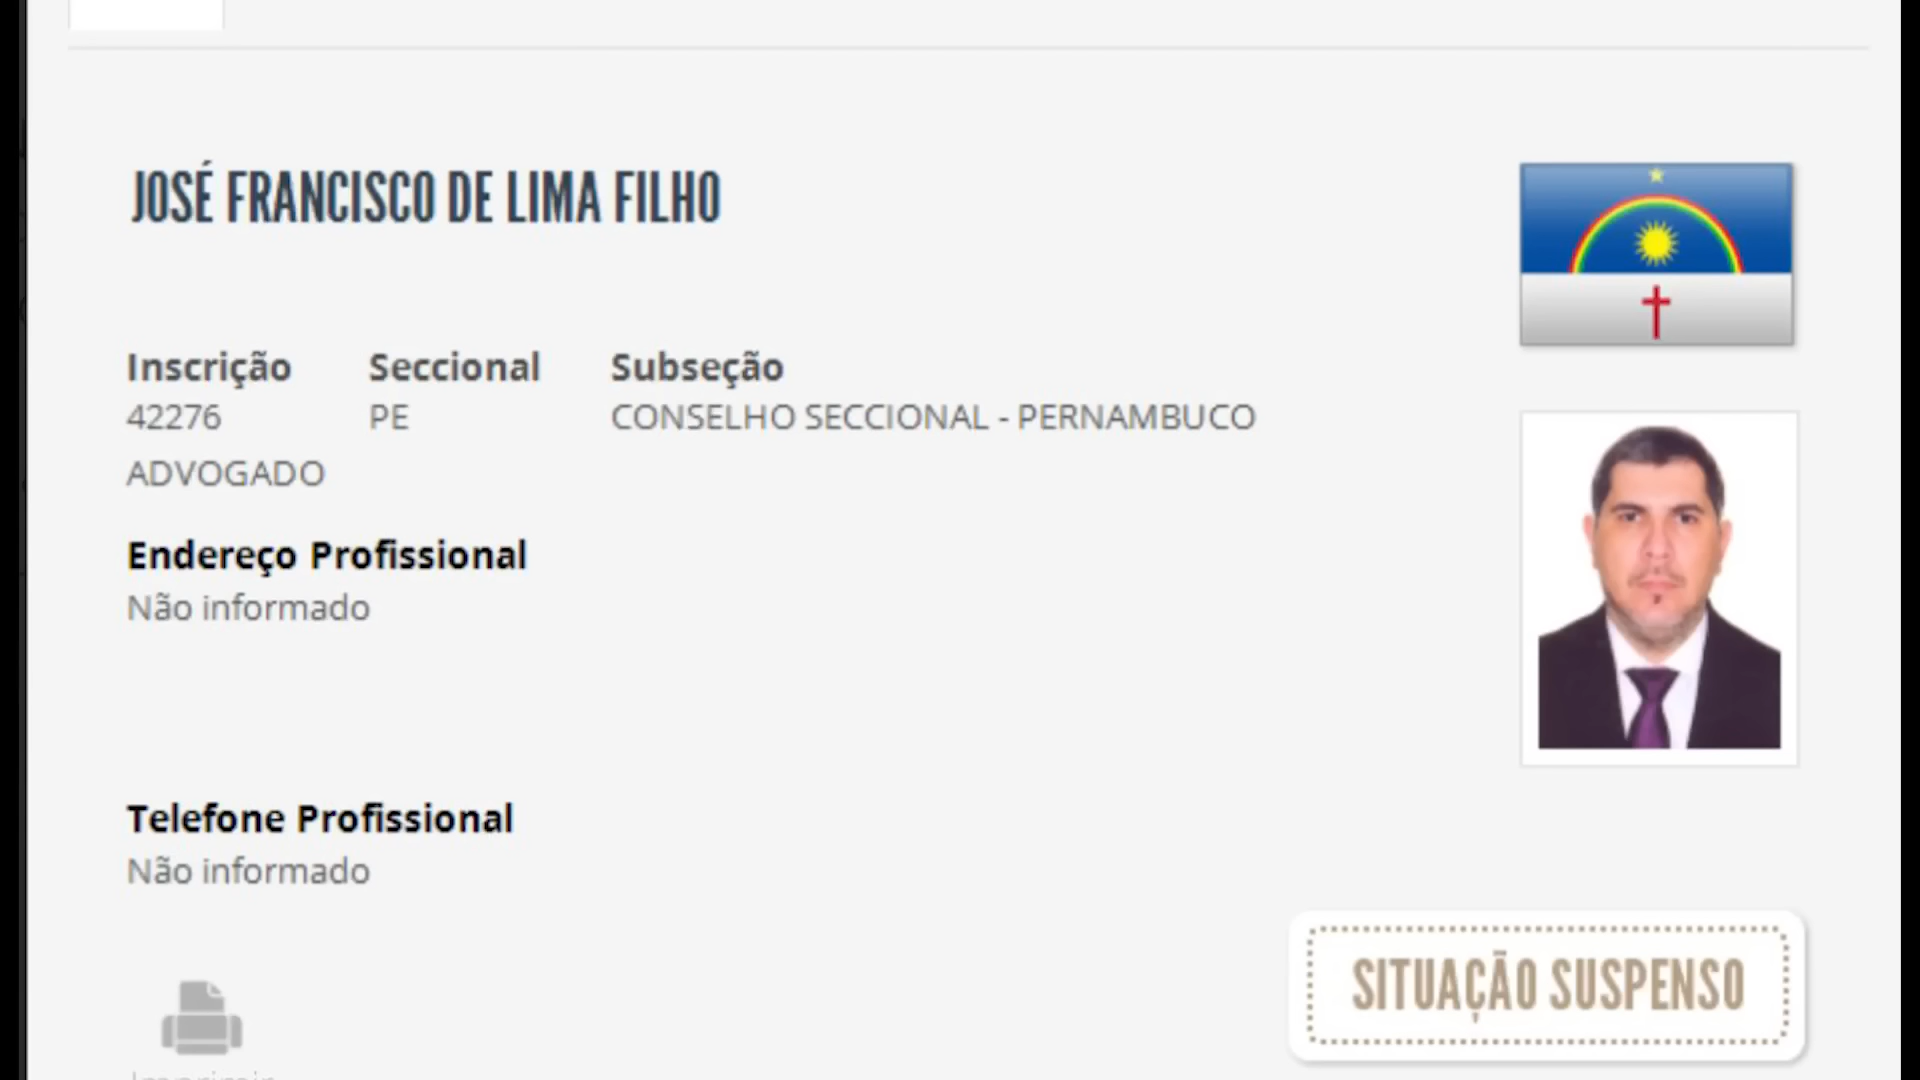 JOSÉ FRANCISCO DE LIMA FILHO
Inscrição Seccional Subseção
42276 PE CONSELHO SECCIONAL - PERNAMBUCO
ADVOGADO
Endereço Profissional
Não informado
Telefone Profissional
Não informado
SITUAÇÃO SUSPENSO